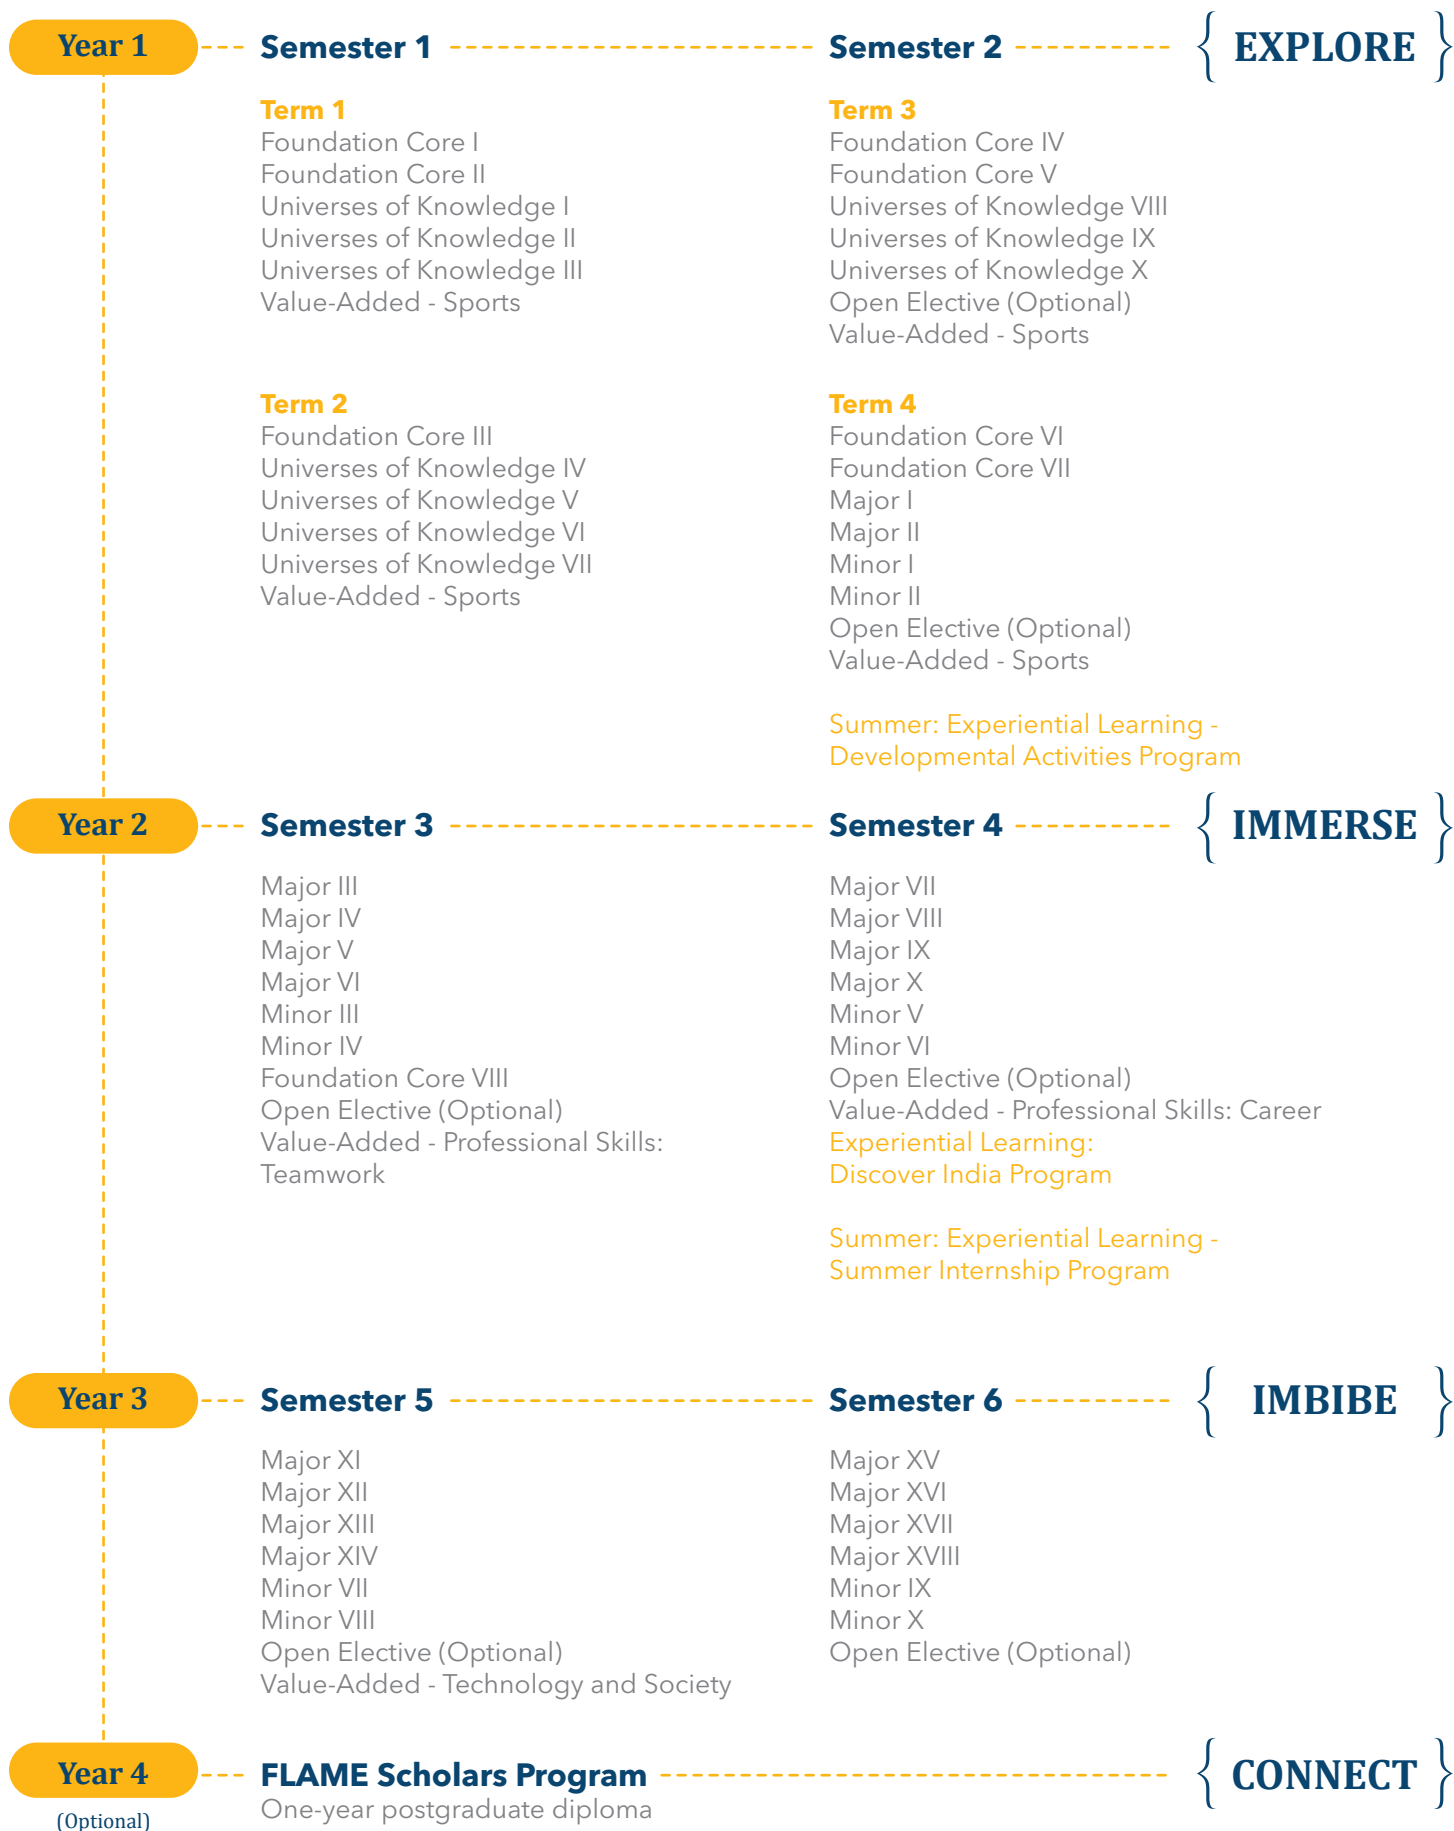 Year 1
Semester 1
Semester 2
{ EXPLORE }
Term 1
Foundation Core I
Foundation Core II
Universes of Knowledge I
Universes of Knowledge II
Universes of Knowledge III
Value-Added - Sports
Term 3
Foundation Core IV
Foundation Core V
Universes of Knowledge VIII
Universes of Knowledge IX
Universes of Knowledge X
Open Elective (Optional)
Value-Added - Sports
Term 2
Foundation Core III
Universes of Knowledge IV
Universes of Knowledge V
Universes of Knowledge VI
Universes of Knowledge VII
Value-Added - Sports
Term 4
Foundation Core VI
Foundation Core VII
Major I
Major II
Minor I
Minor II
Open Elective (Optional)
Value-Added - Sports
Summer: Experiential Learning -
Developmental Activities Program
Year 2
Semester 3
Semester 4
{ IMMERSE }
Major III
Major IV
Major V
Major VI
Minor III
Minor IV
Foundation Core VIII
Open Elective (Optional)
Value-Added - Professional Skills:
Teamwork
Major VII
Major VIII
Major IX
Major X
Minor V
Minor VI
Open Elective (Optional)
Value-Added - Professional Skills: Career
Experiential Learning:
Discover India Program
Summer: Experiential Learning -
Summer Internship Program
Year 3
Semester 5
Semester 6
{ IMBIBE }
Major XI
Major XII
Major XIII
Major XIV
Minor VII
Minor VIII
Open Elective (Optional)
Value-Added - Technology and Society
Major XV
Major XVI
Major XVII
Major XVIII
Minor IX
Minor X
Open Elective (Optional)
Year 4
(Optional)
FLAME Scholars Program
One-year postgraduate diploma
{ CONNECT }